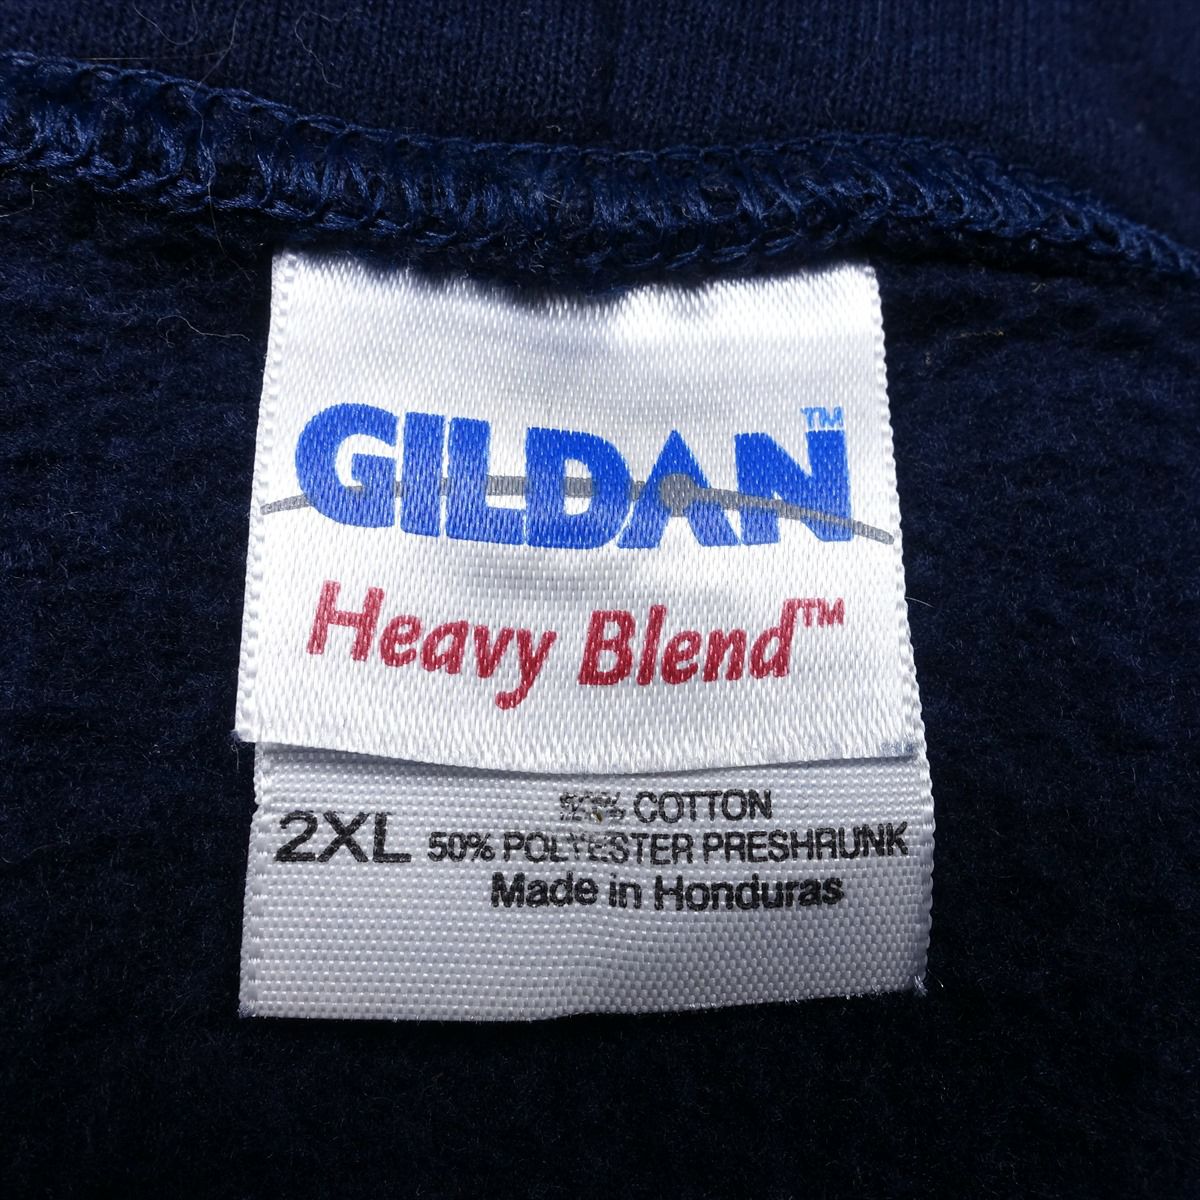 GILDAN™
Heavy Blend™
2XL
% COTTON
50% POLYESTER PRESHRUNK
Made in Honduras